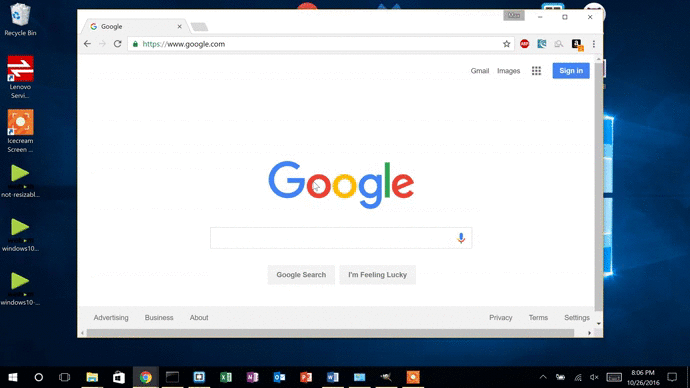 Recycle Bin
Lenovo
Servi...
Icecream
Screen ...
not-resizabl...
windows10...
windows10-...
Google
https://www.google.com
ABP
Gmail Images Sign in
Google
Google Search I'm Feeling Lucky
Advertising Business About Privacy Terms Settings
8:06 PM
10/26/2016